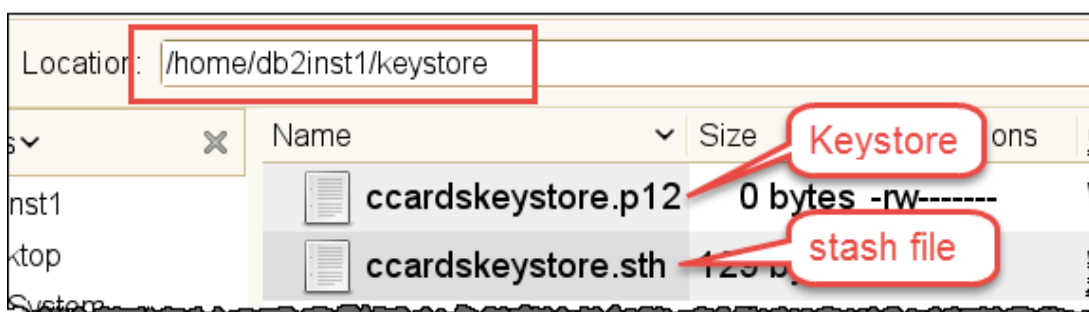 Location: /home/db2inst1/keystore
Name Size ons
Keystore
nst1 ccardskeystore.p12 0 bytes -rw-------
ktop ccardskeystore.sth
stash file
System